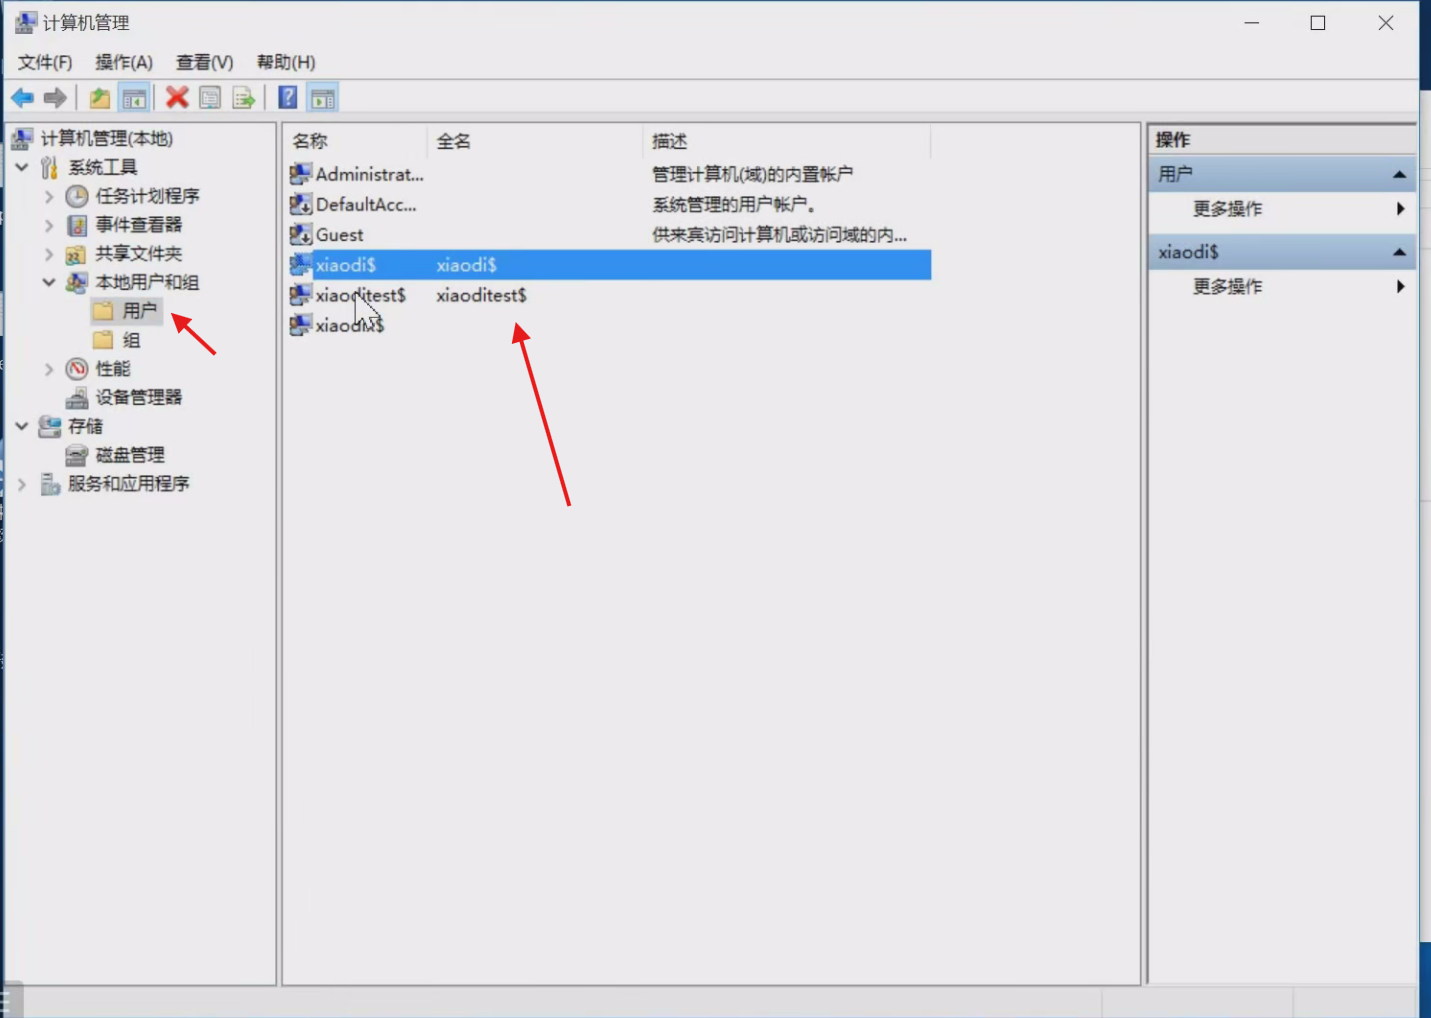 计算机管理
文件(F) 操作(A) 查看(V) 帮助(H)
计算机管理(本地)
系统工具
任务计划程序
事件查看器
共享文件夹
本地用户和组
用户
组
性能
设备管理器
存储
磁盘管理
服务和应用程序
名称 全名 描述
Administrat... 管理计算机(域)的内置帐户
DefaultAcc... 系统管理的用户帐户。
Guest 供来宾访问计算机或访问域的内...
xiaodi$ xiaodi$
xiaoditest$ xiaoditest$
操作
用户
更多操作
xiaodi$
更多操作